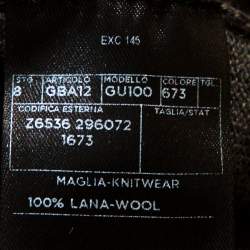 EXC 145
STG ARTICOLO MODELLO COLORE TGL
8 GBA12 GU100 673
CODIFICA ESTERNA TAGLIA/STAT
Z6536 296072
1673
MAGLIA-KNITWEAR
100% LANA-WOOL